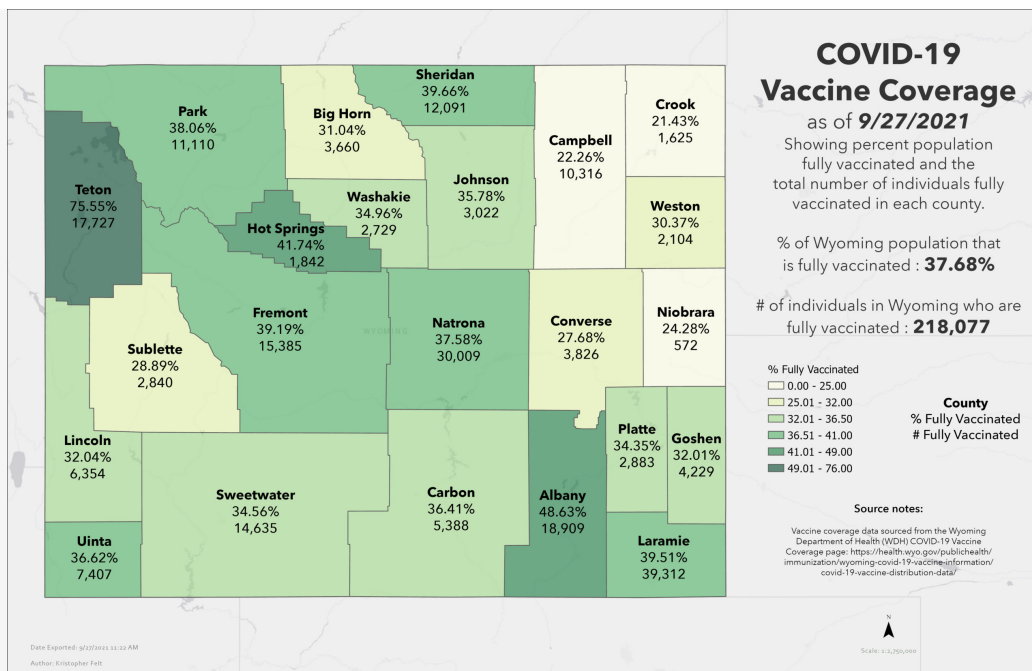 COVID-19
Vaccine Coverage
as of 9/27/2021
Showing percent population
fully vaccinated and the
total number of individuals fully
vaccinated in each county.
% of Wyoming population that
is fully vaccinated : 37.68%
# of individuals in Wyoming who are
fully vaccinated : 218,077
% Fully Vaccinated
0.00 - 25.00
25.01 - 32.00
32.01 - 36.50
36.51 - 41.00
41.01 - 49.00
49.01 - 76.00
County
% Fully Vaccinated
# Fully Vaccinated
Source notes:
Vaccine coverage data sourced from the Wyoming
Department of Health (WDH) COVID-19 Vaccine
Coverage page: https://health.wyo.gov/publichealth/
immunization/wyoming-covid-19-vaccine-information/
covid-19-vaccine-distribution-data/
N
Scale: 1:2,750,000
Teton
75.55%
17,727
Park
38.06%
11,110
Big Horn
31.04%
3,660
Sheridan
39.66%
12,091
Campbell
22.26%
10,316
Crook
21.43%
1,625
Washakie
34.96%
2,729
Johnson
35.78%
3,022
Weston
30.37%
2,104
Hot Springs
41.74%
1,842
Fremont
39.19%
15,385
WYOMING
Natrona
37.58%
30,009
Converse
27.68%
3,826
Niobrara
24.28%
572
Sublette
28.89%
2,840
Lincoln
32.04%
6,354
Sweetwater
34.56%
14,635
Carbon
36.41%
5,388
Albany
48.63%
18,909
Platte
34.35%
2,883
Goshen
32.01%
4,229
Uinta
36.62%
7,407
Laramie
39.51%
39,312
Date Exported: 9/27/2021 11:22 AM
Author: Kristopher Felt